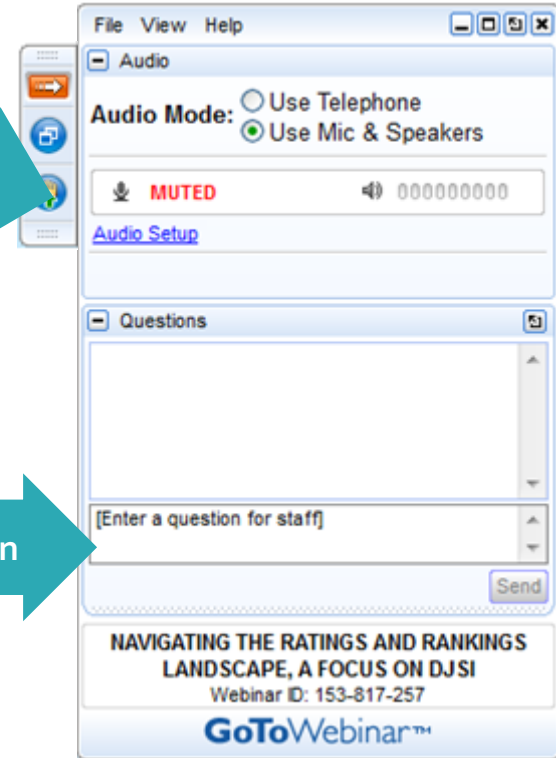 File View Help
Audio
Audio Mode:
Use Telephone
Use Mic & Speakers
MUTED
000000000
Audio Setup
Questions
[Enter a question for staff]
n
Send
NAVIGATING THE RATINGS AND RANKINGS
LANDSCAPE, A FOCUS ON DJSI
Webinar ID: 153-817-257
GoToWebinar™